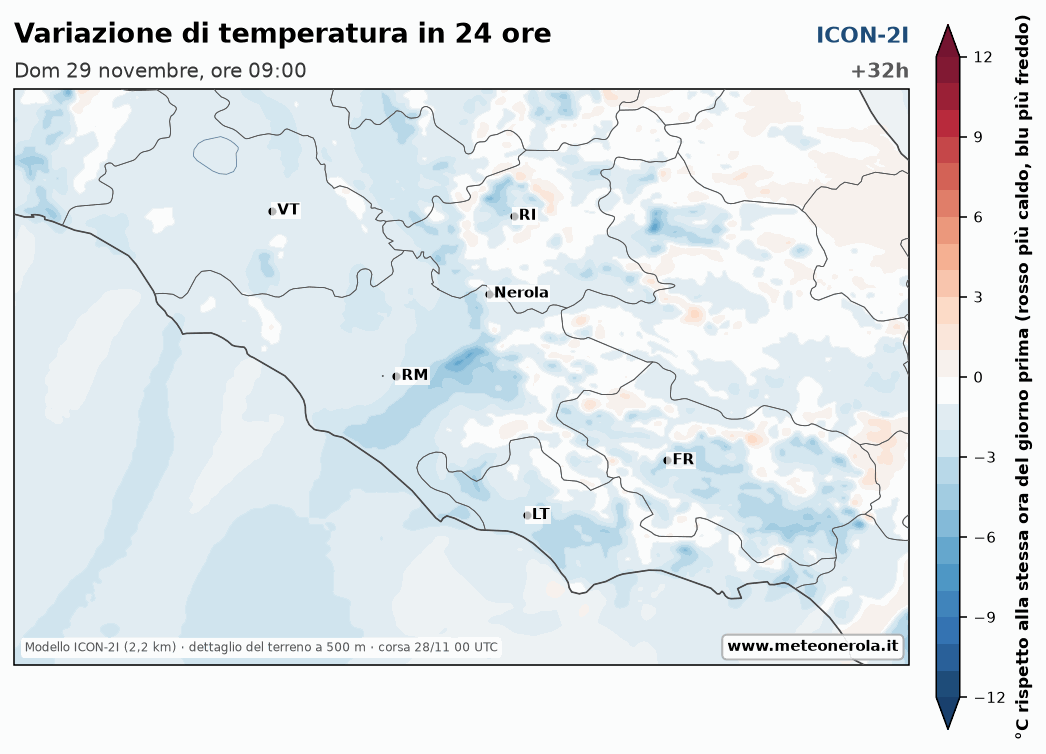 Variazione di temperatura in 24 ore
ICON-2I
Dom 29 novembre, ore 09:00
+32h
VT
RI
Nerola
RM
FR
LT
Modello ICON-2I (2,2 km) · dettaglio del terreno a 500 m · corsa 28/11 00 UTC
www.meteonerola.it
12
9
6
3
0
−3
−6
−9
−12
°C rispetto alla stessa ora del giorno prima (rosso più caldo, blu più freddo)